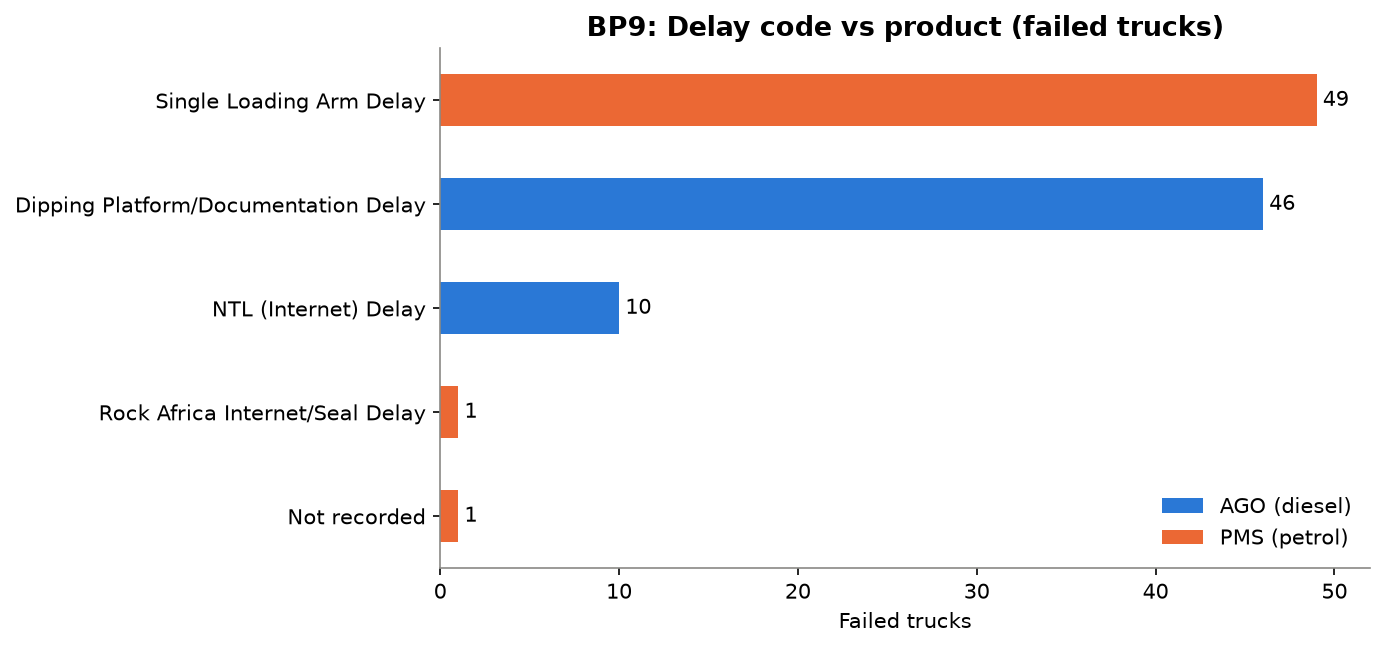 BP9: Delay code vs product (failed trucks)
Single Loading Arm Delay
49
Dipping Platform/Documentation Delay
46
NTL (Internet) Delay
10
Rock Africa Internet/Seal Delay
1
Not recorded
1
AGO (diesel)
PMS (petrol)
0 10 20 30 40 50
Failed trucks